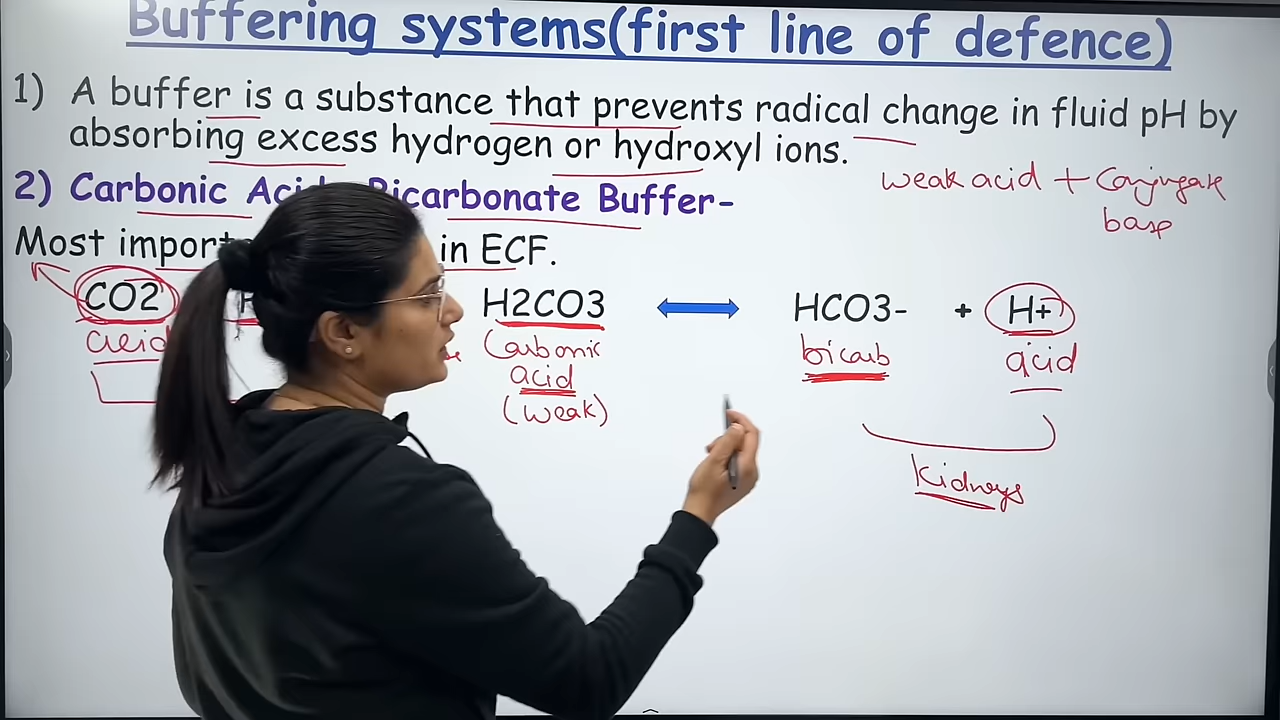 Buffering systems(first line of defence)
1) A buffer is a substance that prevents radical change in fluid pH by
absorbing excess hydrogen or hydroxyl ions.
weak acid + Conjugate
base
2) Carbonic Bicarbonate Buffer-
Most in ECF.
CO2 H2CO3 HCO3- + H+
acid Carbonic bicarb acid
acid
(weak)
Kidneys